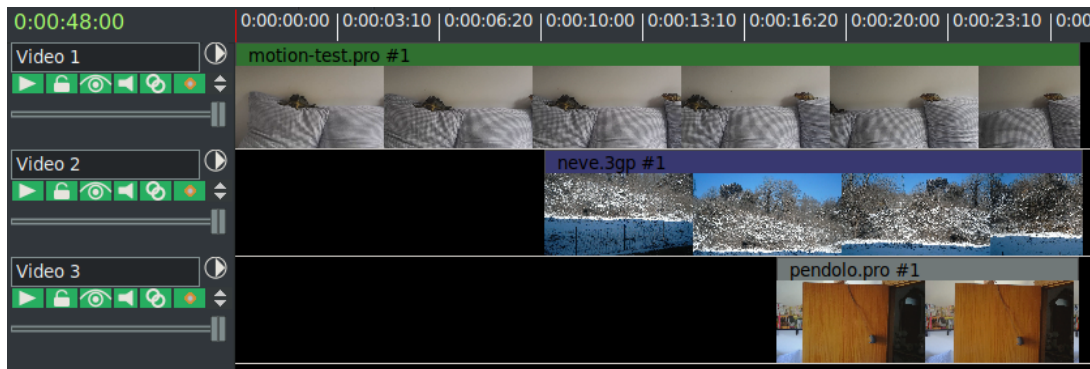 0:00:48:00
0:00:00:00 0:00:03:10 0:00:06:20 0:00:10:00 0:00:13:10 0:00:16:20 0:00:20:00 0:00:23:10 0:00
Video 1
motion-test.pro #1
Video 2
neve.3gp #1
Video 3
pendolo.pro #1